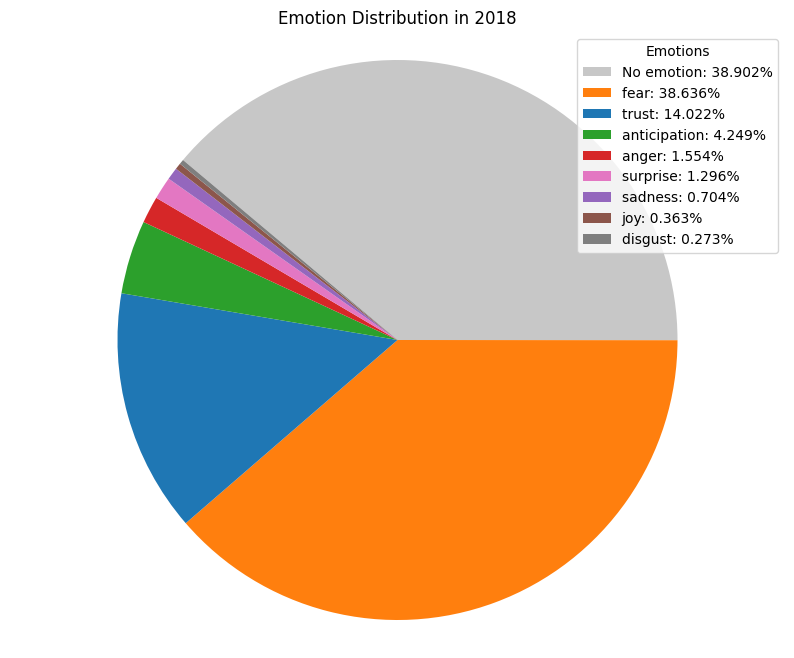 Emotion Distribution in 2018
Emotions
No emotion: 38.902%
fear: 38.636%
trust: 14.022%
anticipation: 4.249%
anger: 1.554%
surprise: 1.296%
sadness: 0.704%
joy: 0.363%
disgust: 0.273%